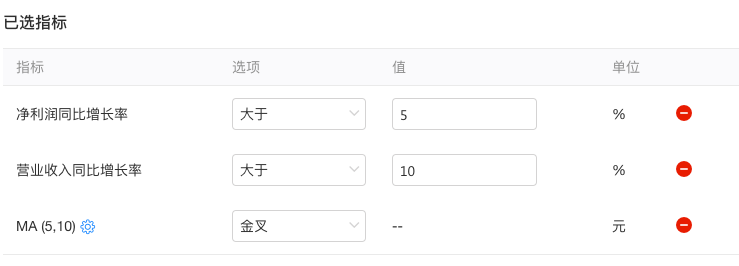 已选指标
指标 选项 值 单位
净利润同比增长率 大于 5 %
营业收入同比增长率 大于 10 %
MA (5,10) 金叉 -- 元